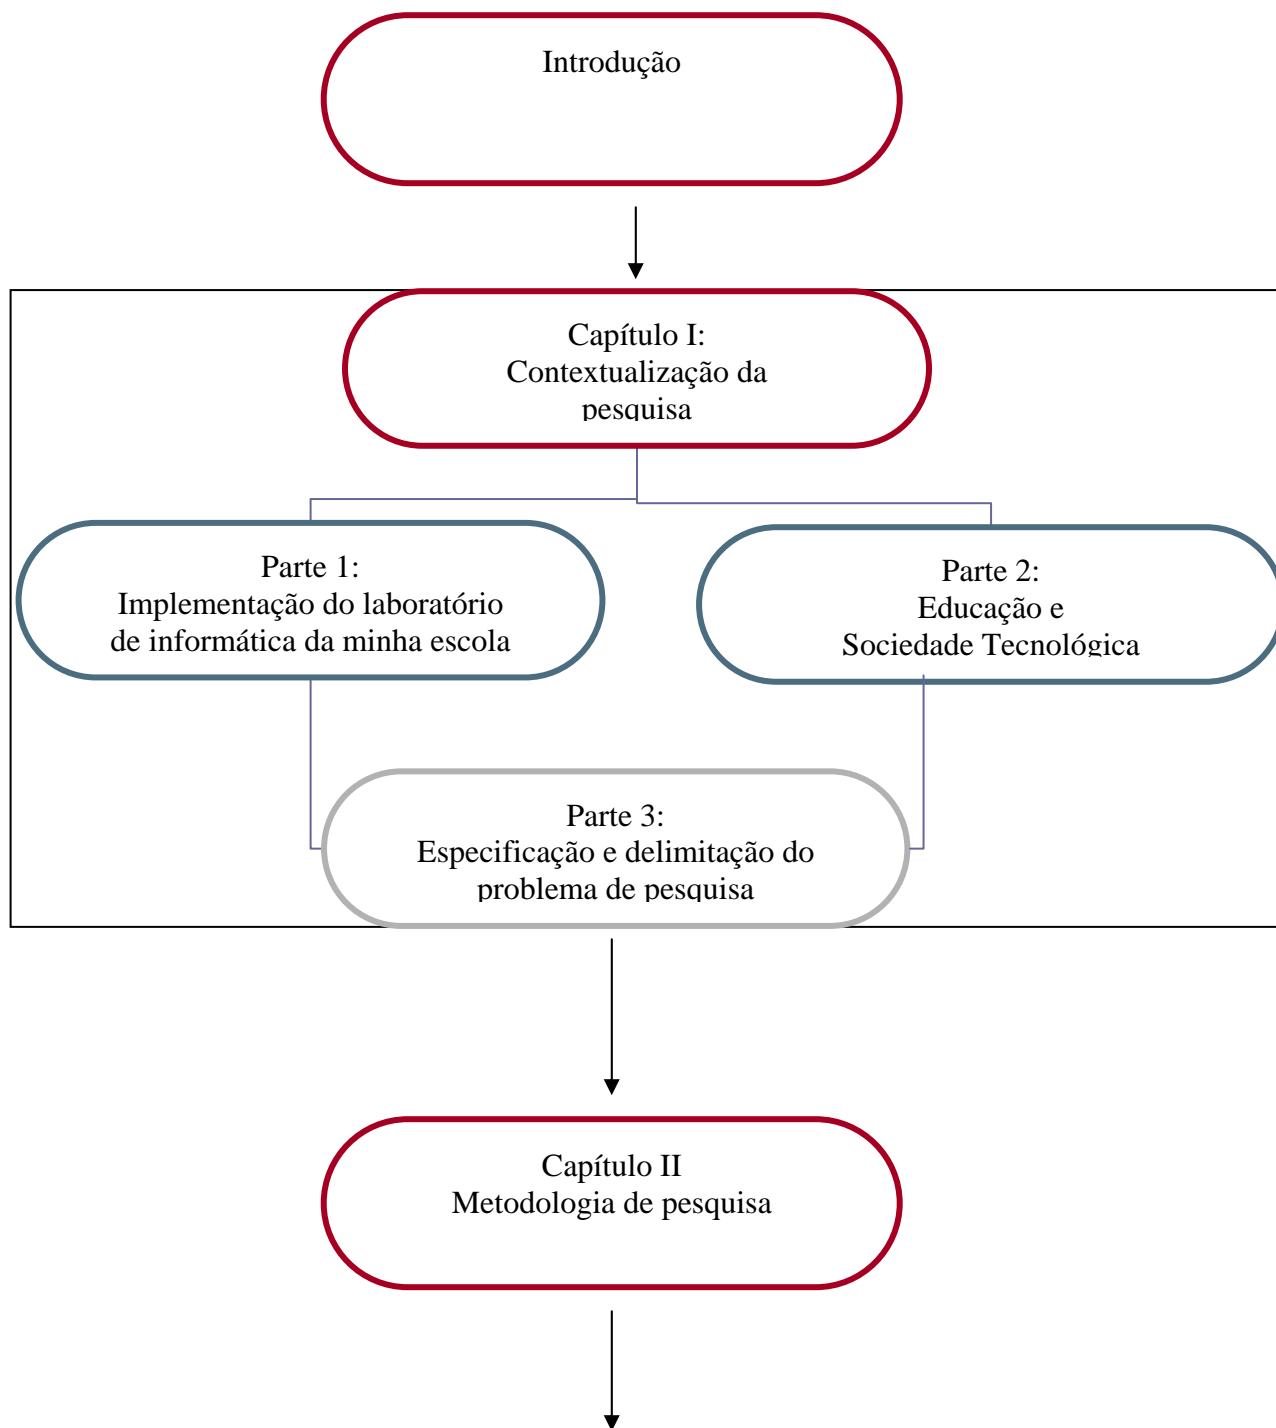 Introdução
Capítulo I:
Contextualização da
pesquisa
Parte 1:
Implementação do laboratório
de informática da minha escola
Parte 2:
Educação e
Sociedade Tecnológica
Parte 3:
Especificação e delimitação do
problema de pesquisa
Capítulo II
Metodologia de pesquisa